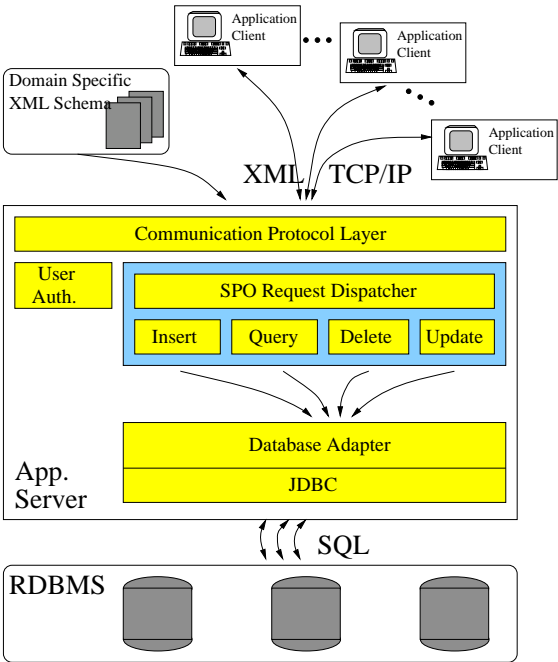 Application
Client
Application
Client
Application
Client
Domain Specific
XML Schema
XML
TCP/IP
Communication Protocol Layer
User
Auth.
SPO Request Dispatcher
Insert
Query
Delete
Update
Database Adapter
JDBC
App.
Server
SQL
RDBMS